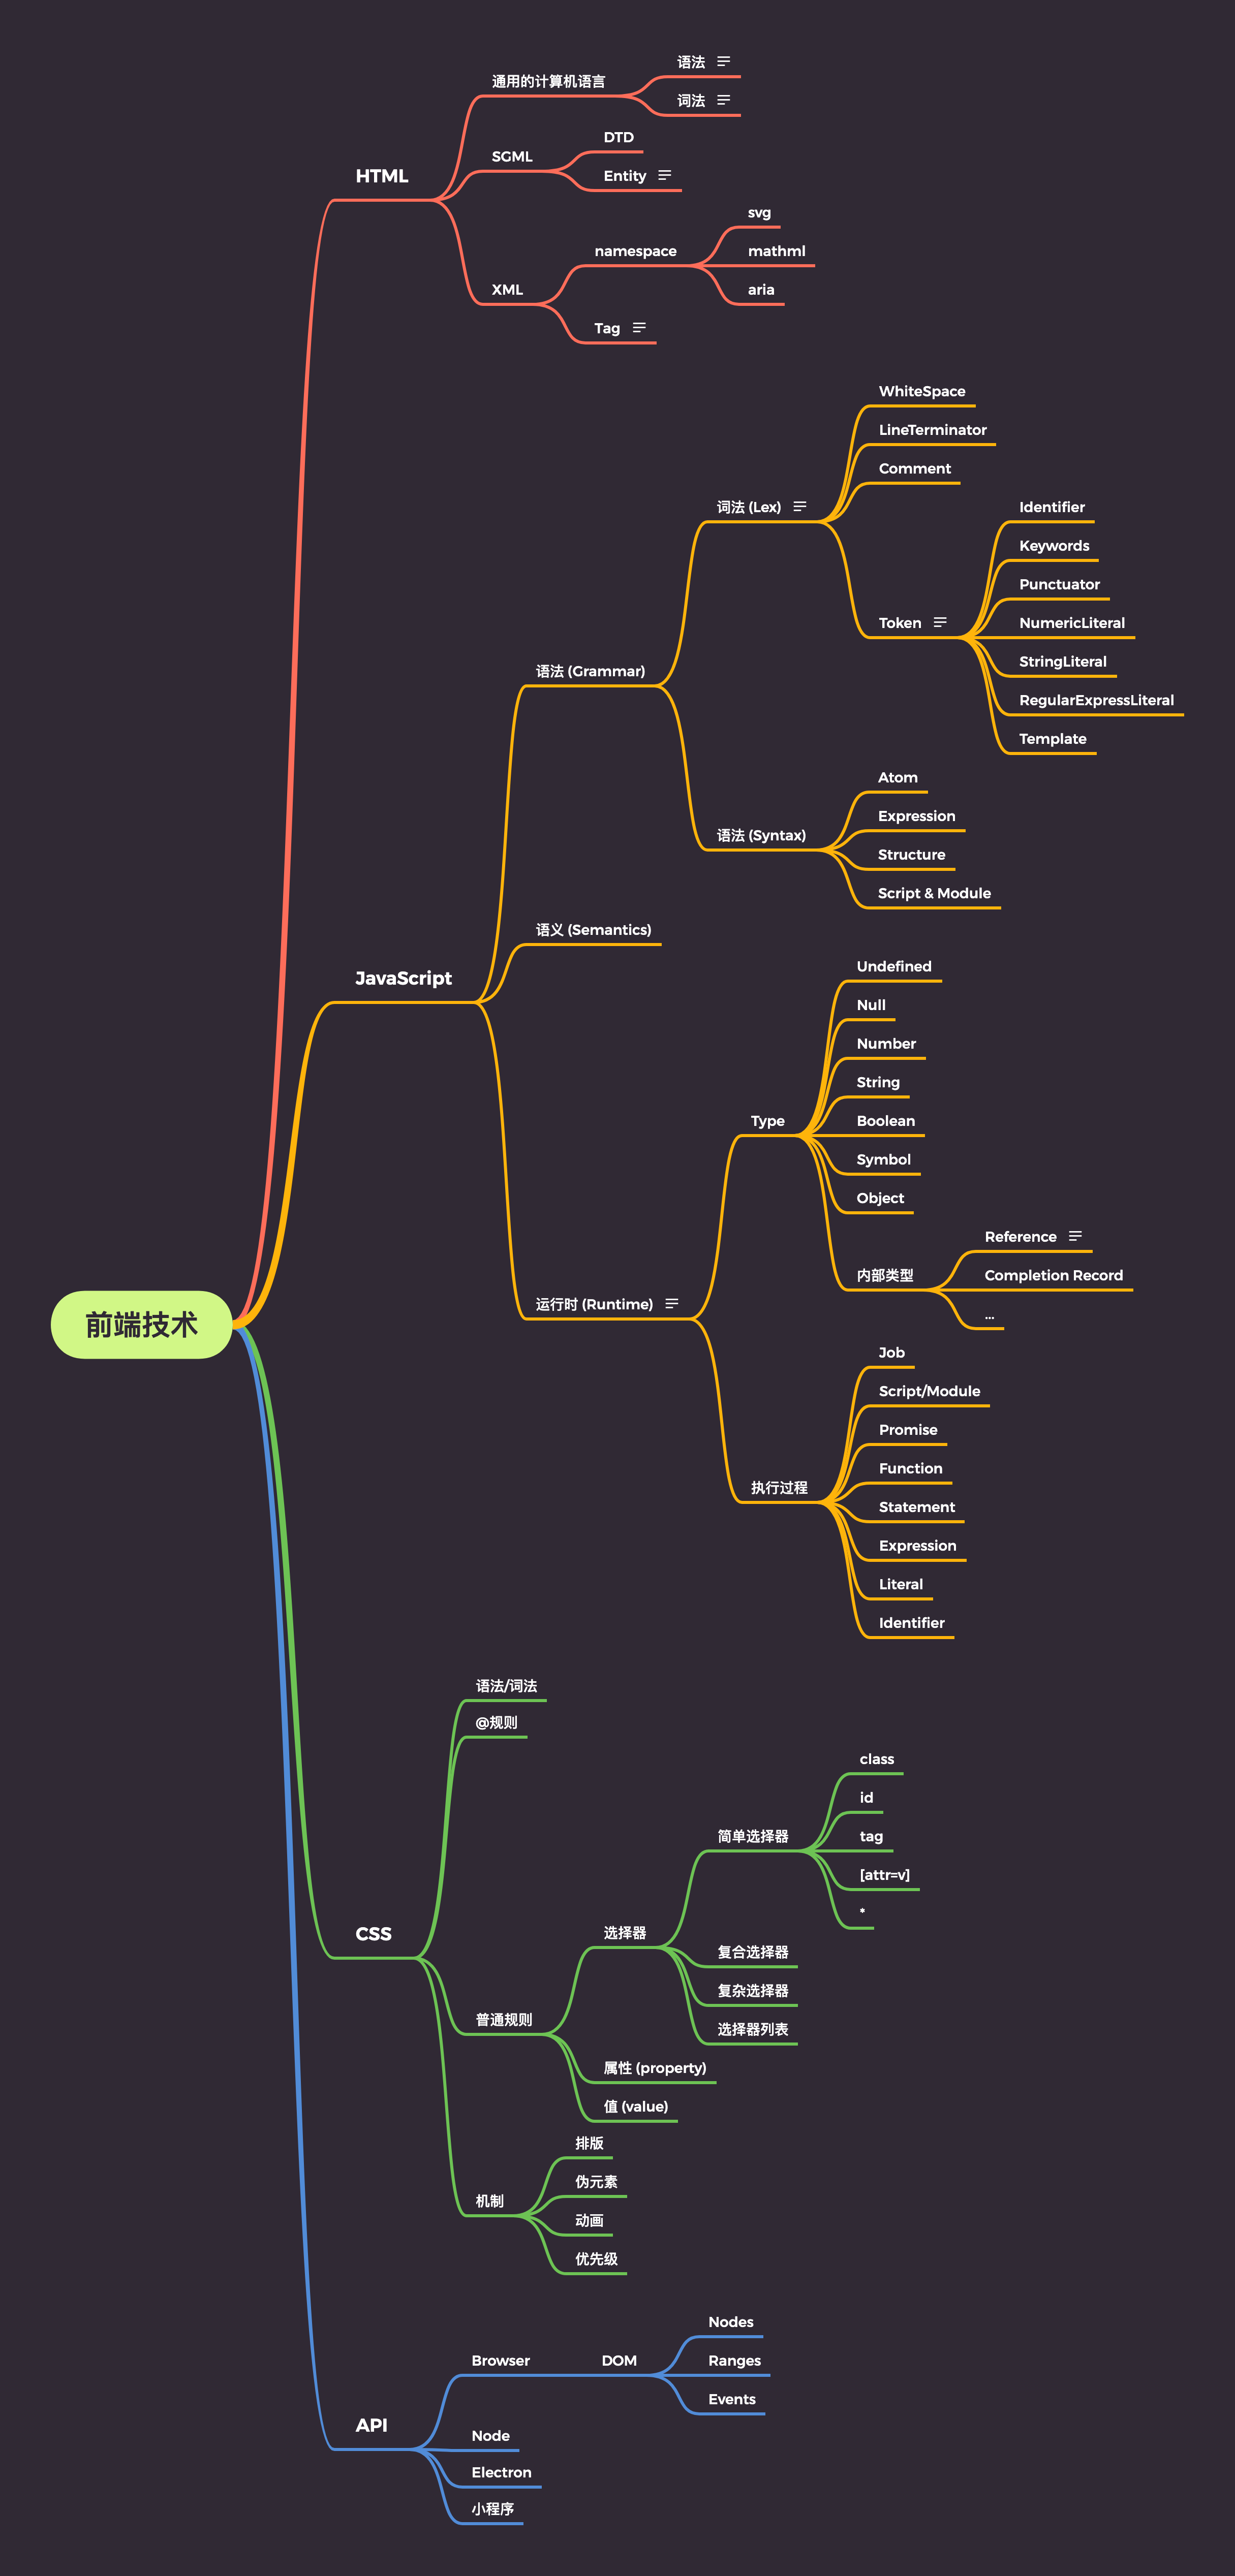 前端技术
HTML
通用的计算机语言
语法
词法
SGML
DTD
Entity
XML
namespace
svg
mathml
aria
Tag
JavaScript
语法 (Grammar)
词法 (Lex)
WhiteSpace
LineTerminator
Comment
Token
Identifier
Keywords
Punctuator
NumericLiteral
StringLiteral
RegularExpressLiteral
Template
语法 (Syntax)
Atom
Expression
Structure
Script & Module
语义 (Semantics)
运行时 (Runtime)
Type
Undefined
Null
Number
String
Boolean
Symbol
Object
内部类型
Reference
Completion Record
...
执行过程
Job
Script/Module
Promise
Function
Statement
Expression
Literal
Identifier
CSS
语法/词法
@规则
普通规则
选择器
简单选择器
class
id
tag
[attr=v]
*
复合选择器
复杂选择器
选择器列表
属性 (property)
值 (value)
机制
排版
伪元素
动画
优先级
API
Browser
DOM
Nodes
Ranges
Events
Node
Electron
小程序